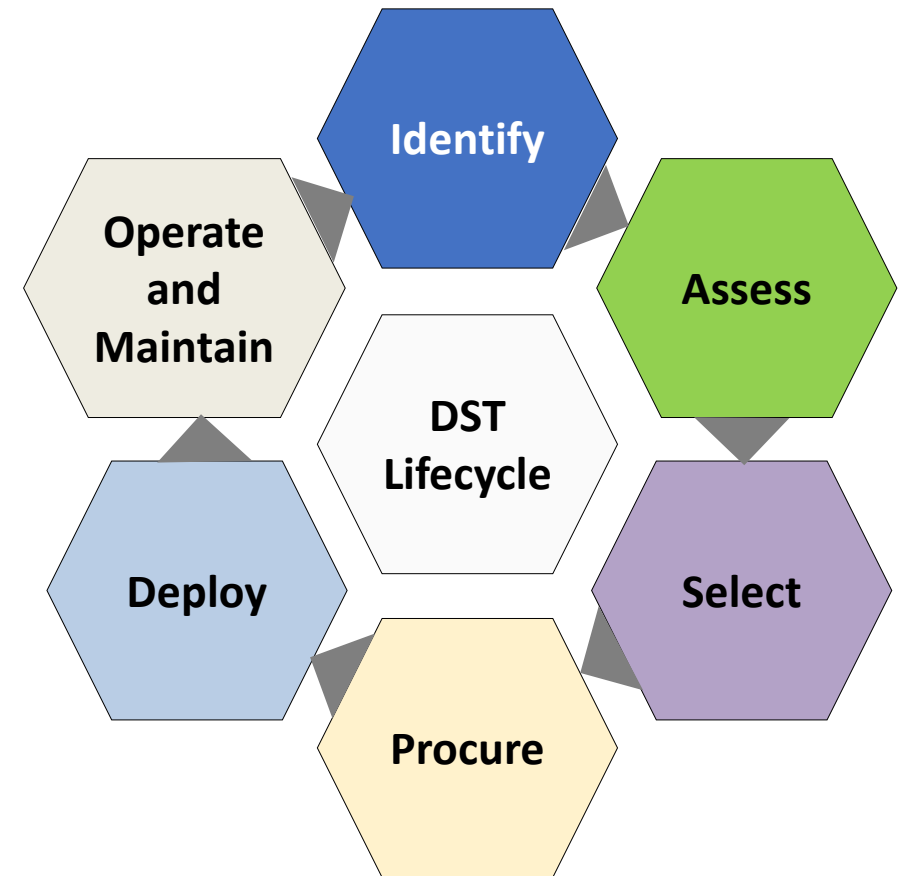 Identify
Assess
Select
Procure
Deploy
Operate
and
Maintain
DST
Lifecycle